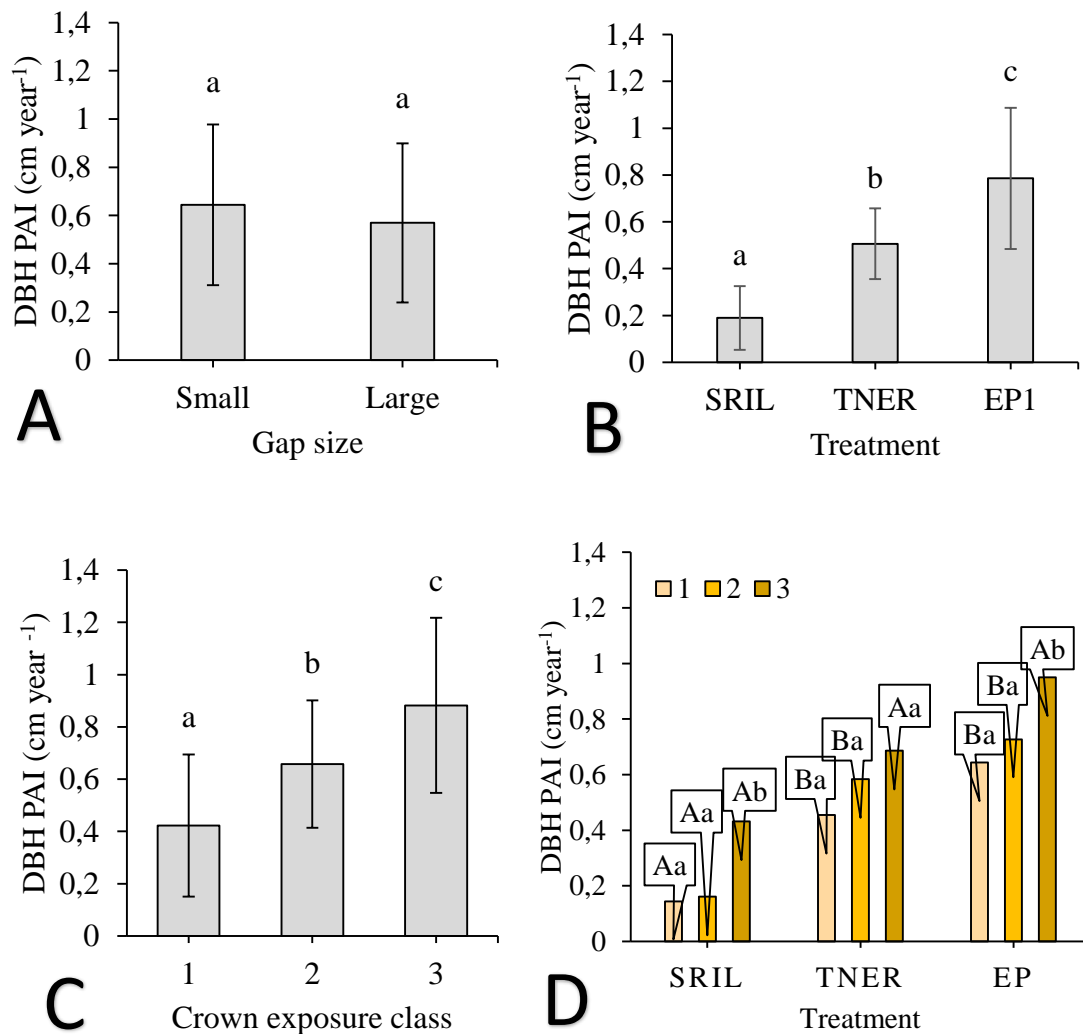 DBH PAI (cm year-1)
1,4
1,2
1
0,8
0,6
0,4
0,2
0
a
a
Small
Large
Gap size
A
DBH PAI (cm year-1)
1,4
1,2
1
0,8
0,6
0,4
0,2
0
a
b
c
SRIL
TNER
EP1
Treatment
B
DBH PAI (cm year -1)
1,4
1,2
1
0,8
0,6
0,4
0,2
0
a
b
c
1
2
3
Crown exposure class
C
DBH PAI (cm year-1)
1,4
1,2
1
0,8
0,6
0,4
0,2
0
1
2
3
Aa
Aa
Ab
Ba
Ba
Aa
Ba
Ba
Ab
SRIL
TNER
EP
Treatment
D